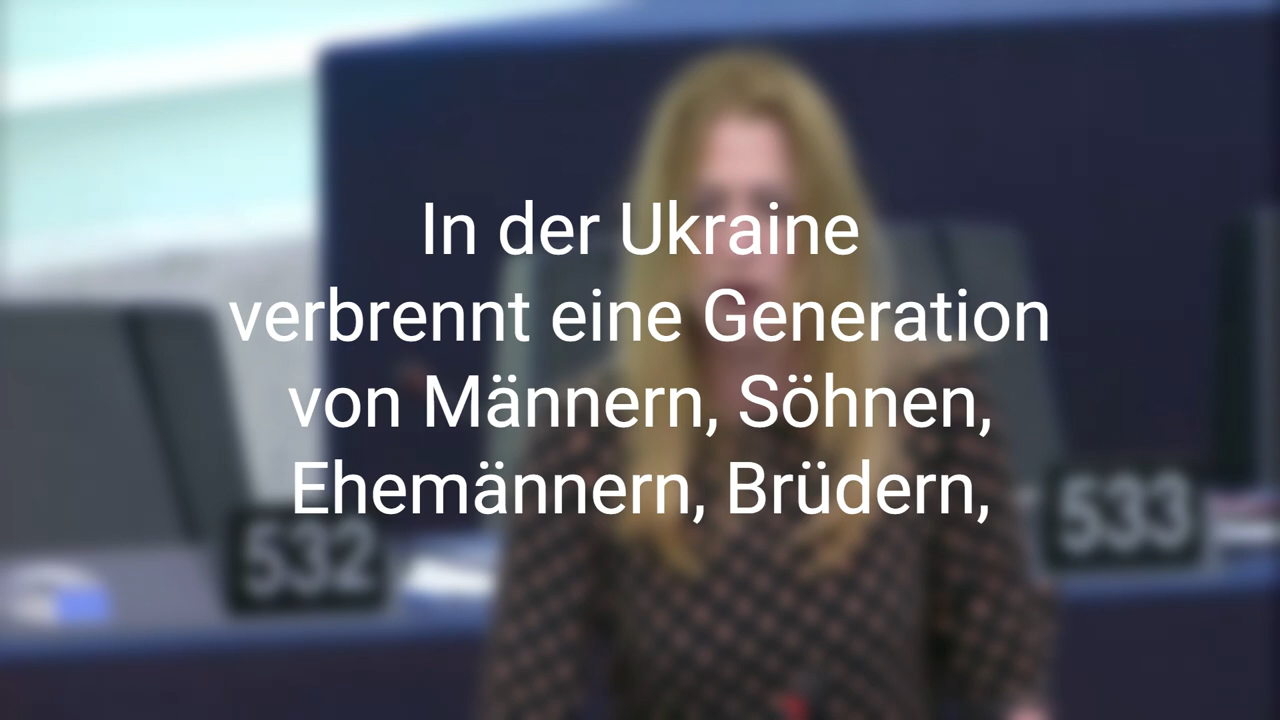 In der Ukraine
verbrennt eine Generation
von Männern, Söhnen,
Ehemännern, Brüdern,
532
533